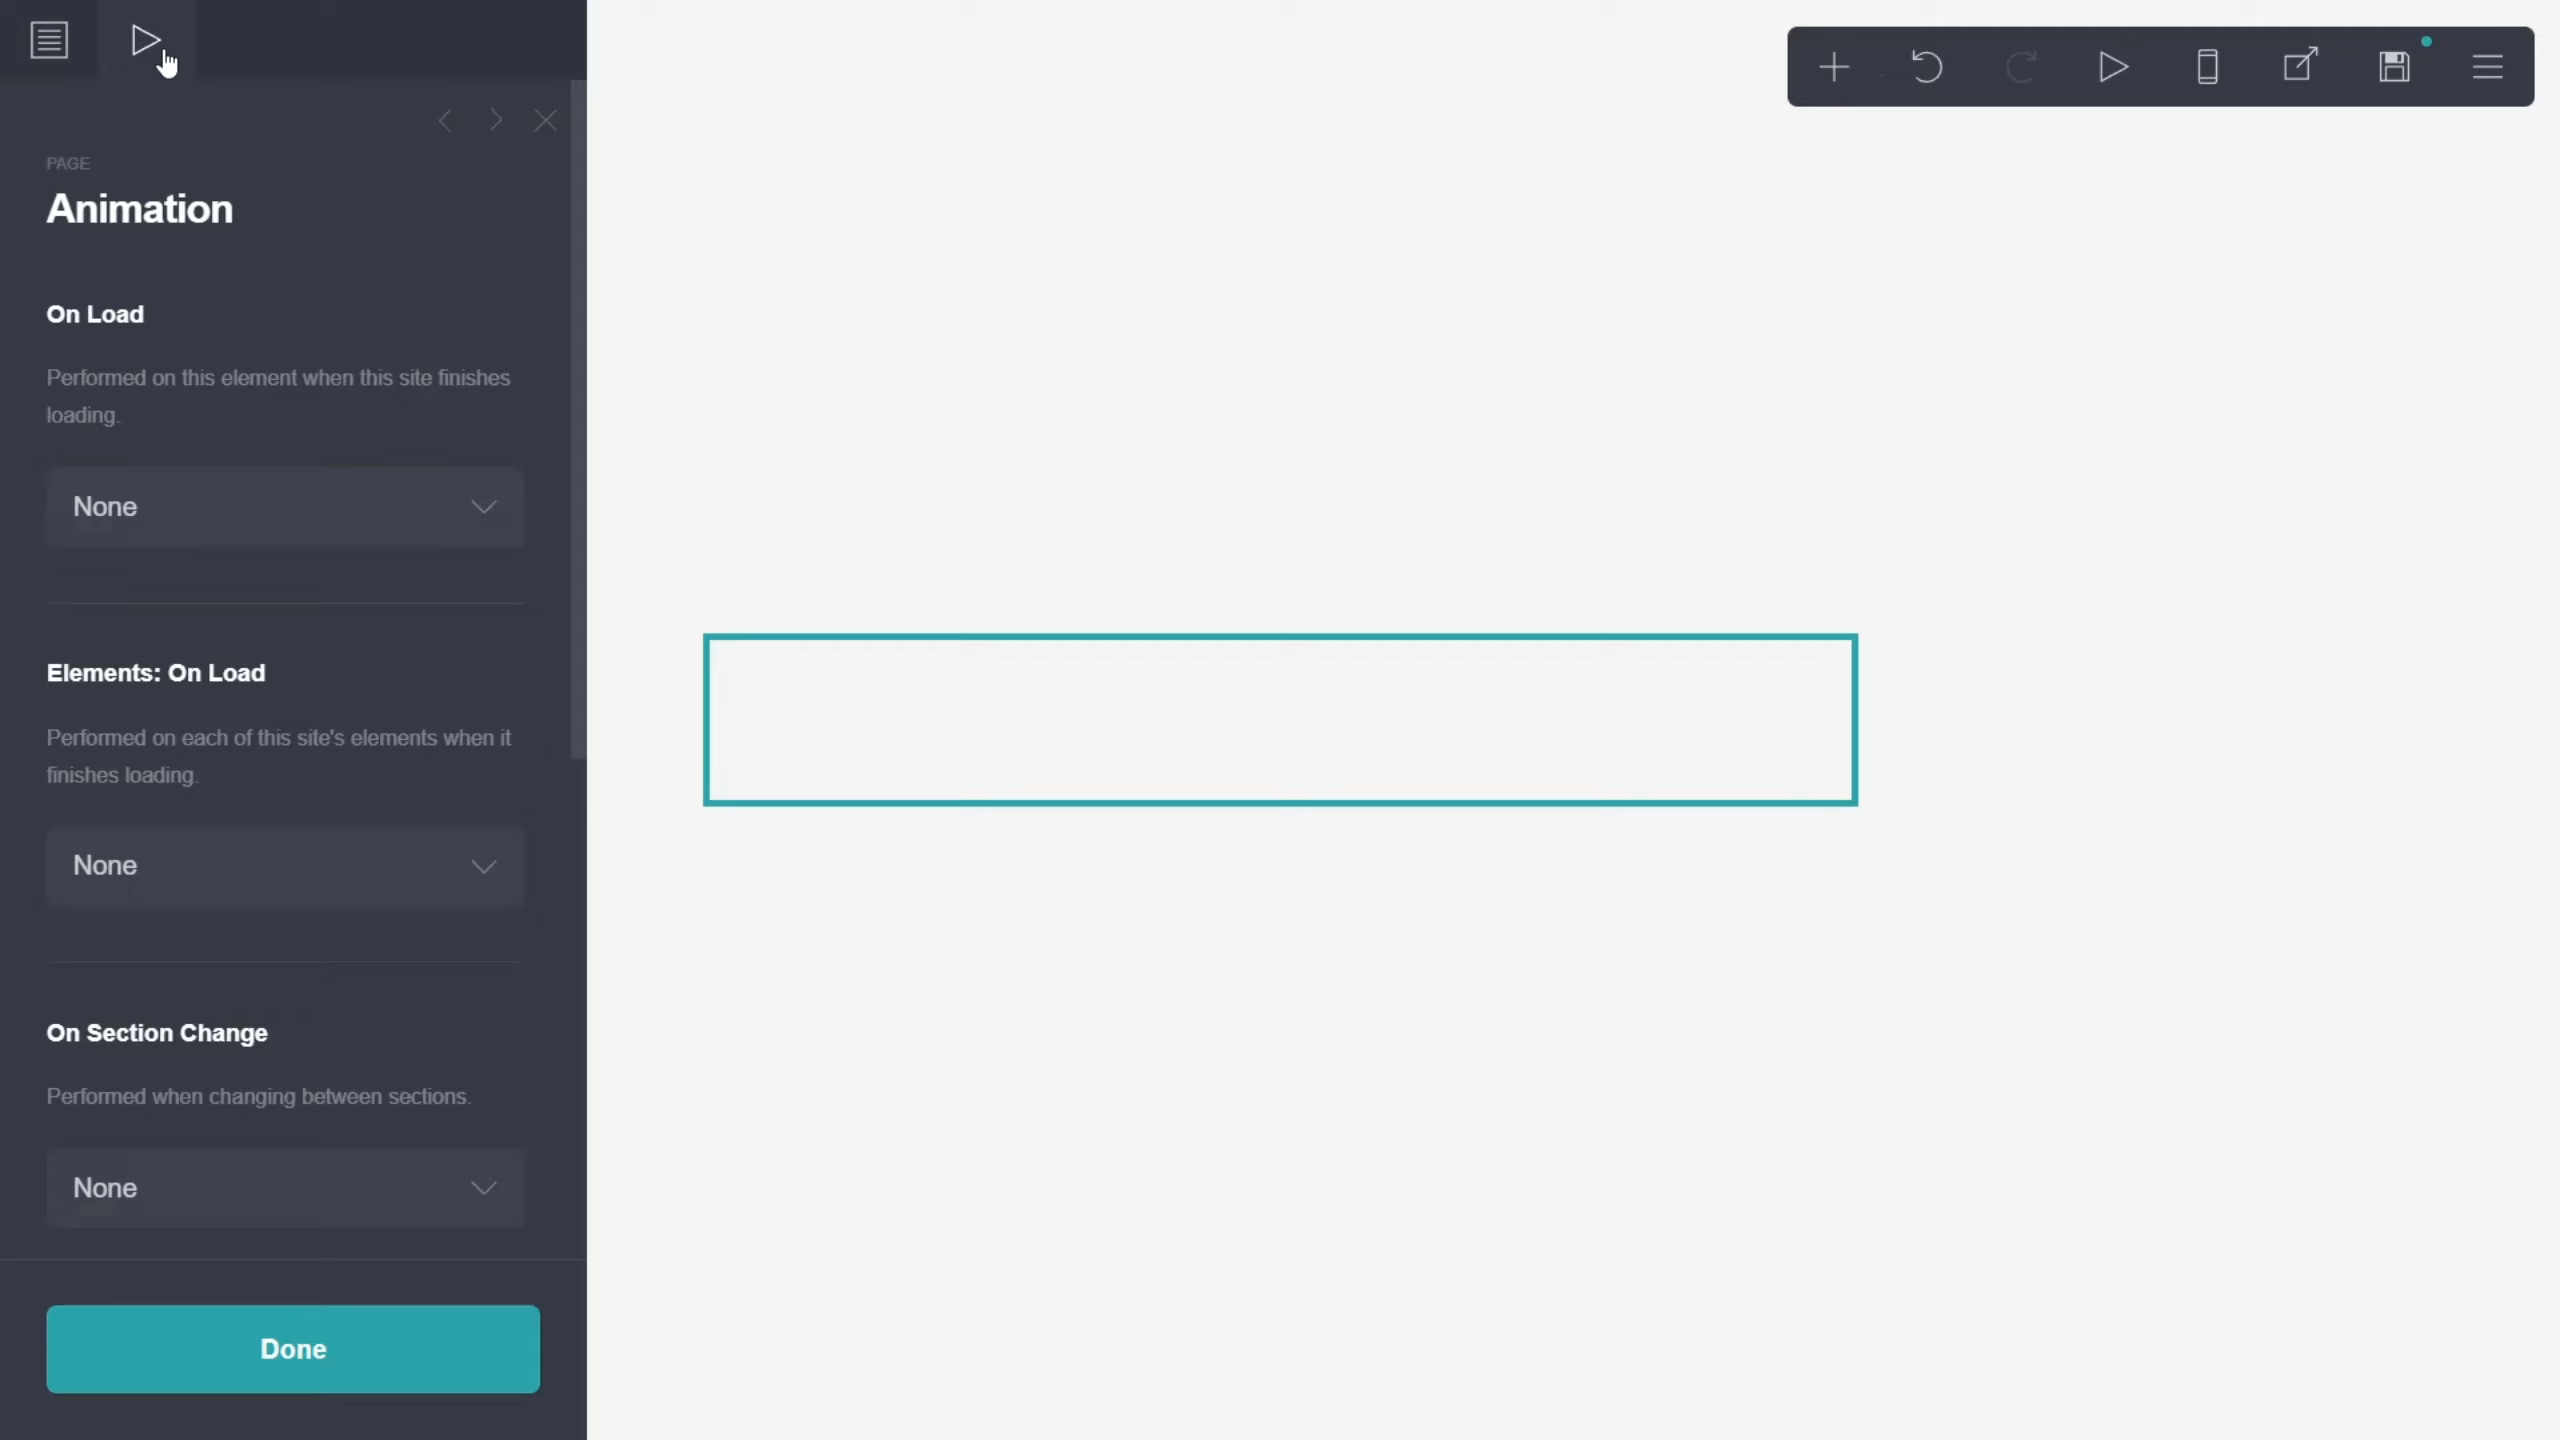 PAGE
Animation
On Load
Performed on this element when this site finishes
loading.
None
Elements: On Load
Performed on each of this site's elements when it
finishes loading.
None
On Section Change
Performed when changing between sections.
None
Done